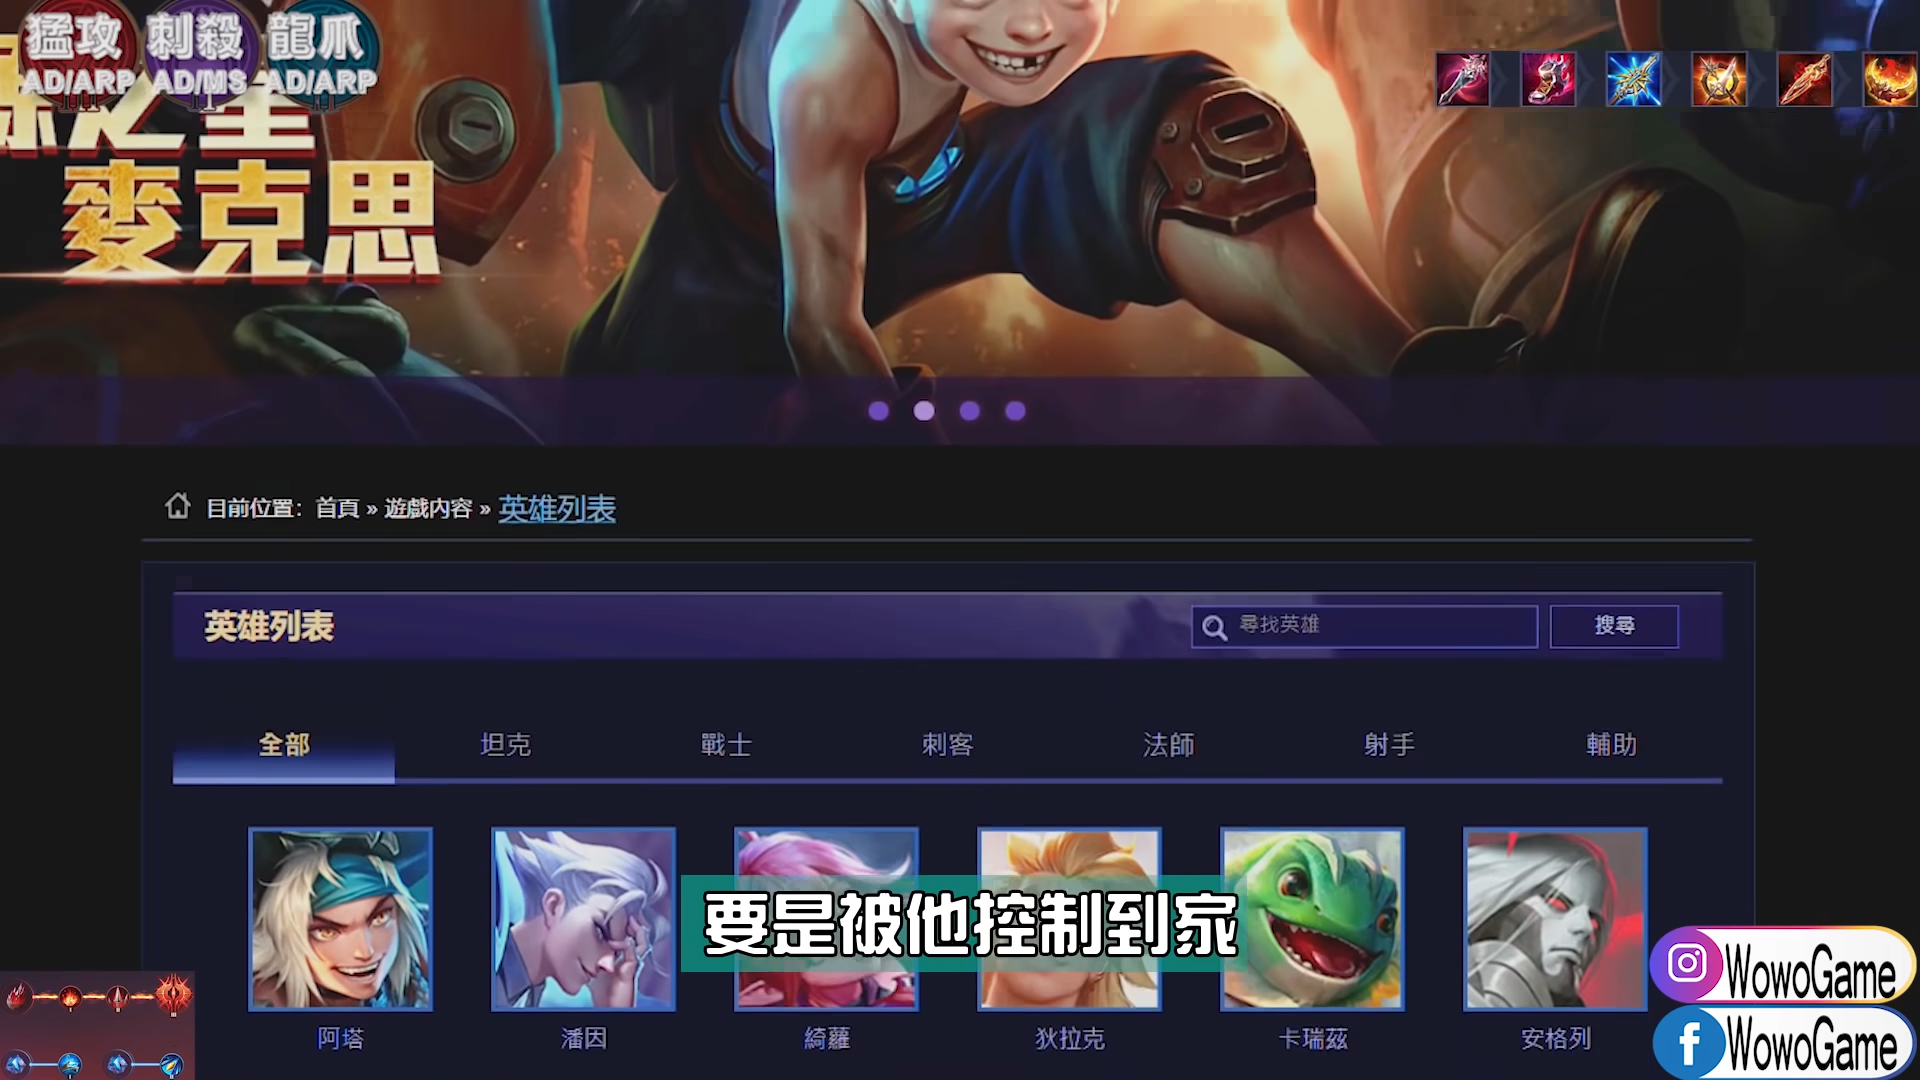 猛攻 刺殺 龍爪
AD/ARP AD/MS AD/ARP
麥克思
目前位置： 首頁 » 遊戲內容 » 英雄列表
英雄列表
尋找英雄
搜尋
全部 坦克 戰士 刺客 法師 射手 輔助
要是被他控制到家
阿塔 潘因 綺蘿 狄拉克 卡瑞茲 安格列
WowoGame
WowoGame